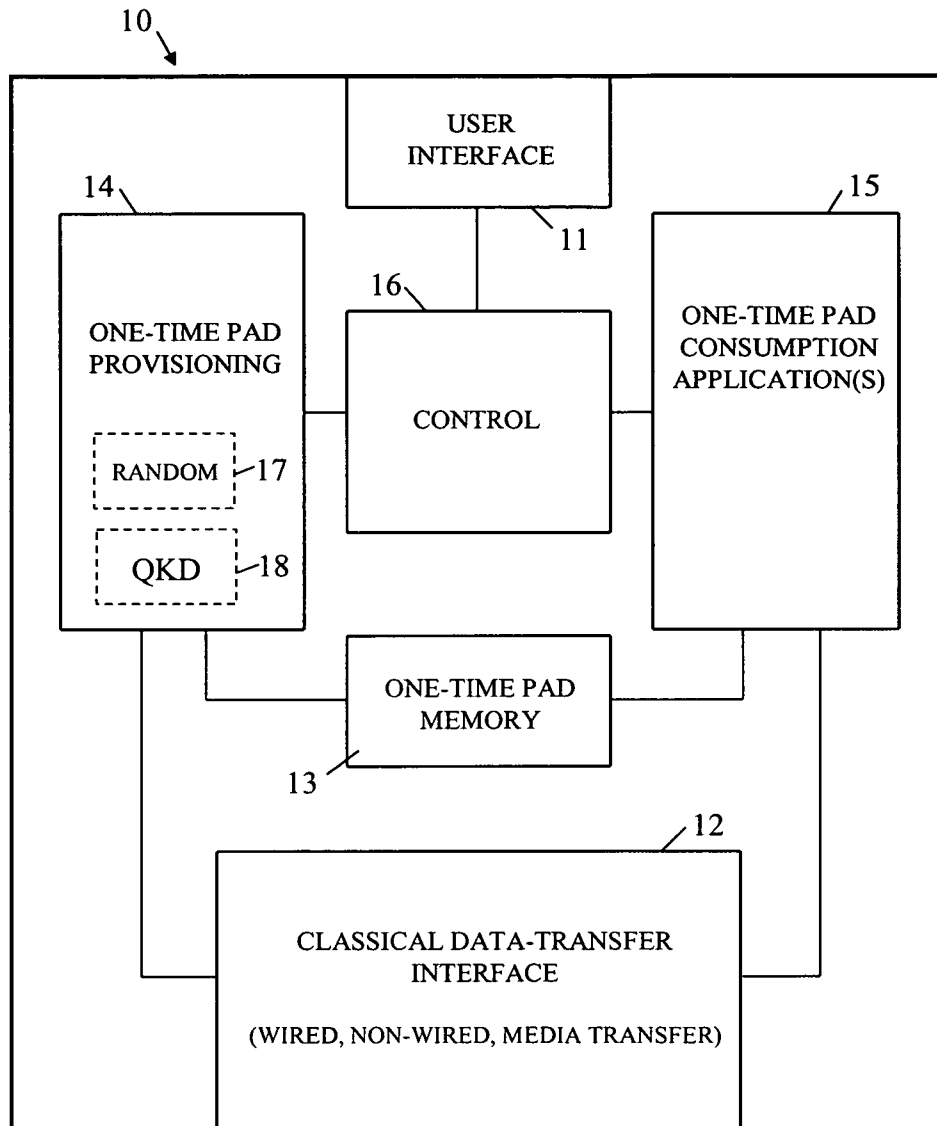 10
USER
INTERFACE
14
15
11
16
ONE-TIME PAD
PROVISIONING
ONE-TIME PAD
CONSUMPTION
APPLICATION(S)
CONTROL
RANDOM
17
QKD
18
ONE-TIME PAD
MEMORY
13
12
CLASSICAL DATA-TRANSFER
INTERFACE
(WIRED, NON-WIRED, MEDIA TRANSFER)